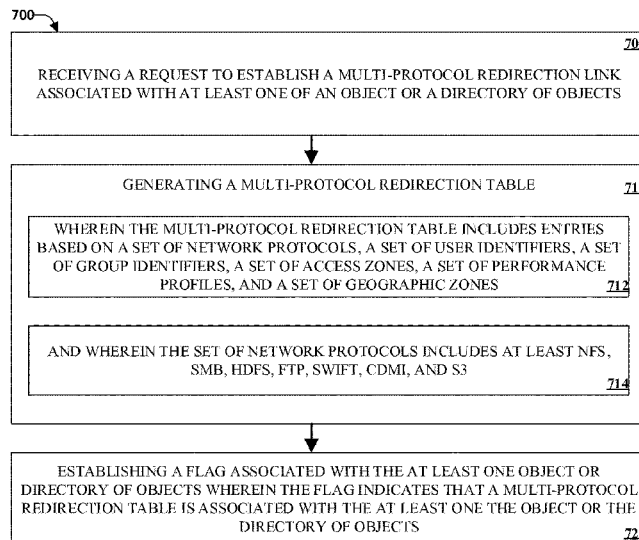 700
70
RECEIVING A REQUEST TO ESTABLISH A MULTI-PROTOCOL REDIRECTION LINK
ASSOCIATED WITH AT LEAST ONE OF AN OBJECT OR A DIRECTORY OF OBJECTS
GENERATING A MULTI-PROTOCOL REDIRECTION TABLE
71
WHEREIN THE MULTI-PROTOCOL REDIRECTION TABLE INCLUDES ENTRIES
BASED ON A SET OF NETWORK PROTOCOLS, A SET OF USER IDENTIFIERS, A SET
OF GROUP IDENTIFIERS, A SET OF ACCESS ZONES, A SET OF PERFORMANCE
PROFILES, AND A SET OF GEOGRAPHIC ZONES
712
AND WHEREIN THE SET OF NETWORK PROTOCOLS INCLUDES AT LEAST NFS,
SMB, HDFS, FTP, SWIFT, CDMI, AND S3
714
ESTABLISHING A FLAG ASSOCIATED WITH THE AT LEAST ONE OBJECT OR
DIRECTORY OF OBJECTS WHEREIN THE FLAG INDICATES THAT A MULTI-PROTOCOL
REDIRECTION TABLE IS ASSOCIATED WITH THE AT LEAST ONE THE OBJECT OR THE
DIRECTORY OF OBJECTS
72